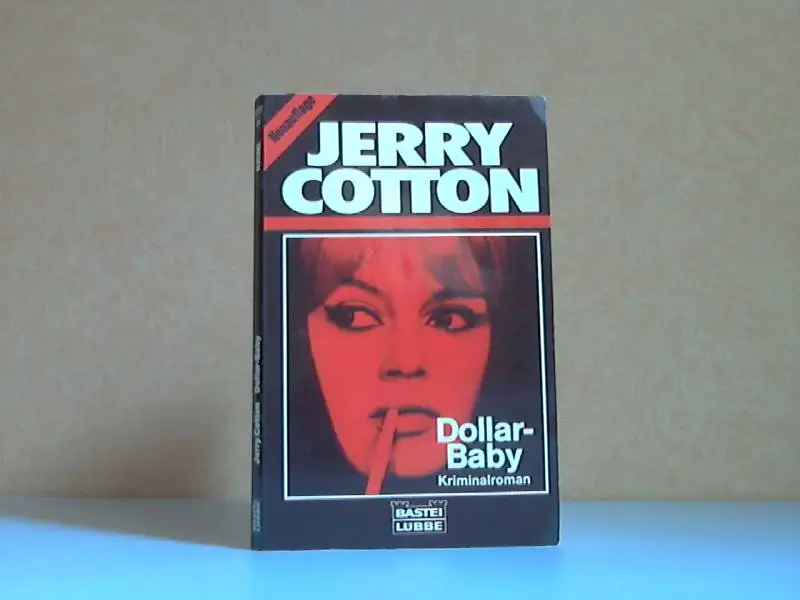 Neuauflage
JERRY
COTTON
Dollar-
Baby
Kriminalroman
BASTEI
LÜBBE
Jerry Cotton Dollar-Baby